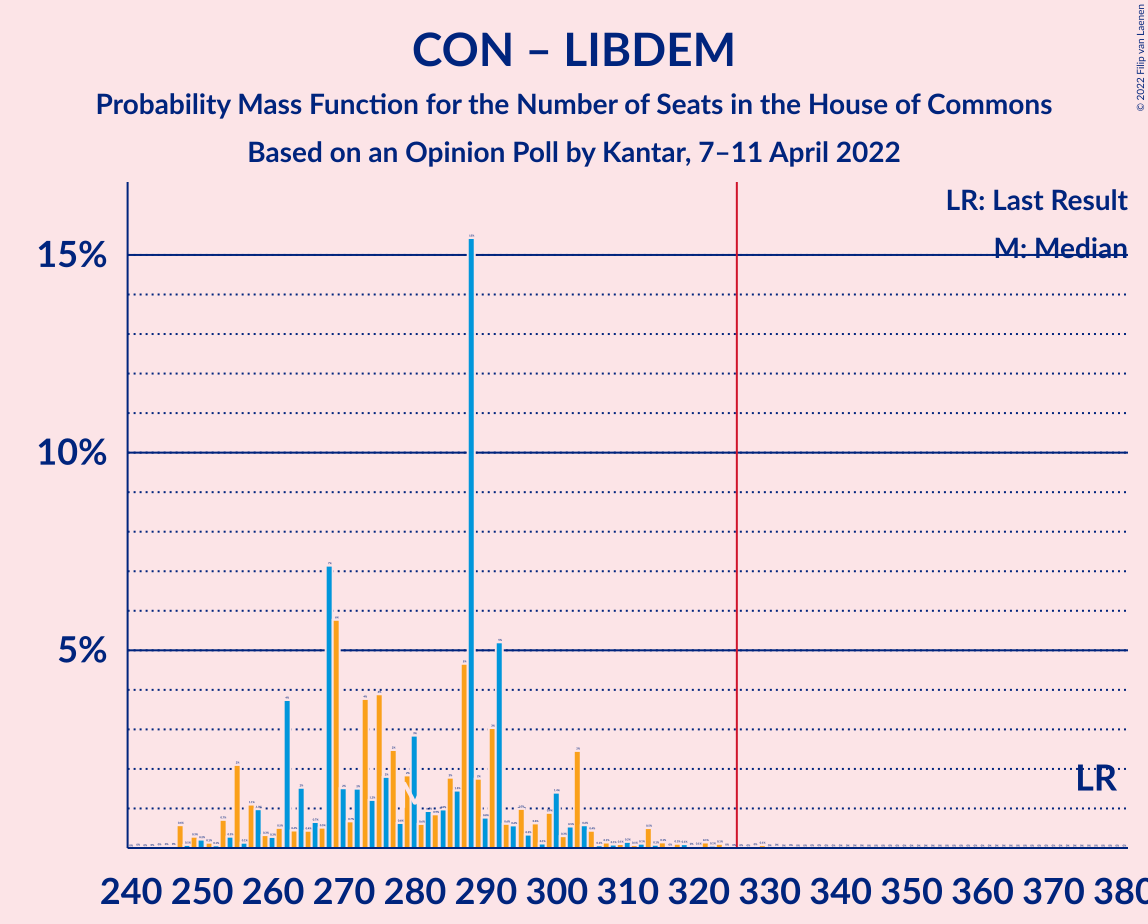 CON – LIBDEM
Probability Mass Function for the Number of Seats in the House of Commons
Based on an Opinion Poll by Kantar, 7–11 April 2022
© 2022 Filip van Laenen
LR: Last Result
M: Median
15%
10%
5%
LR
240 250 260 270 280 290 300 310 320 330 340 350 360 370 380